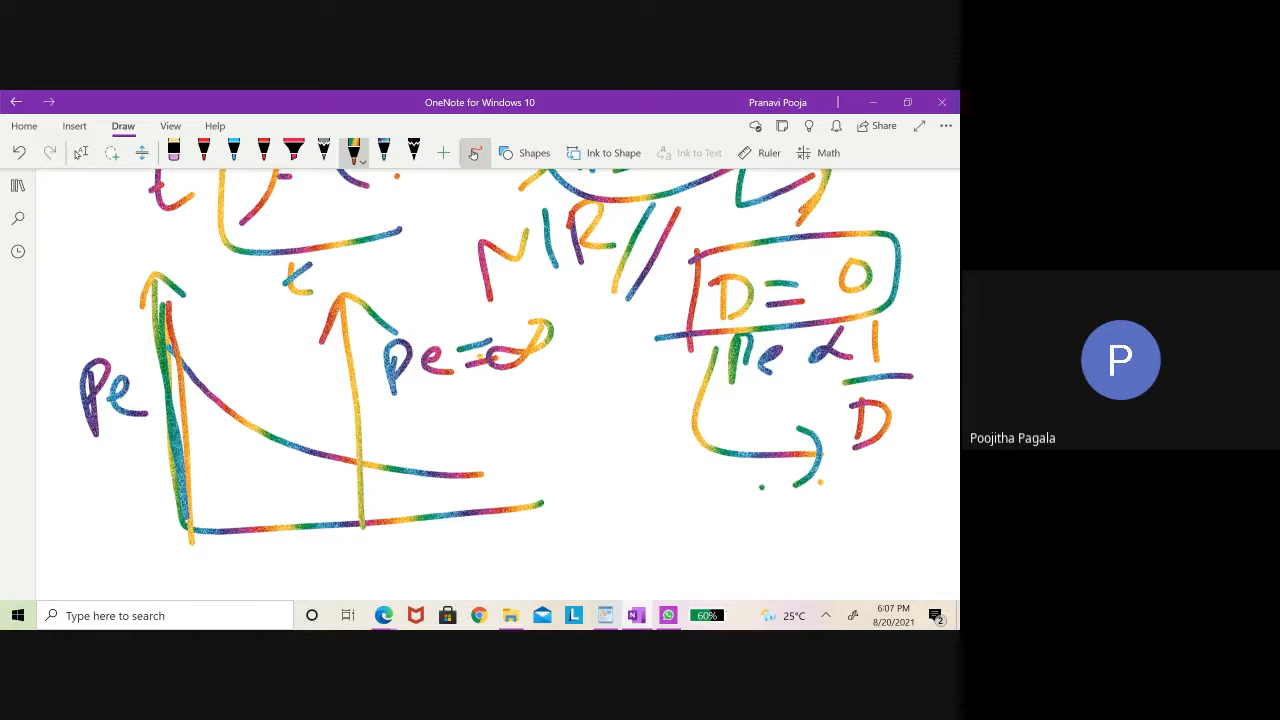 OneNote for Windows 10
Pranavi Pooja
Home Insert Draw View Help
Share
Shapes
Ink to Shape
Ink to Text
Ruler
Math
t
t
N|R//
D = 0
Pe ∝ 1/D
Pe = ∞
Pe
P
Poojitha Pagala
Type here to search
L
N
60%
25°C
6:07 PM
8/20/2021
2